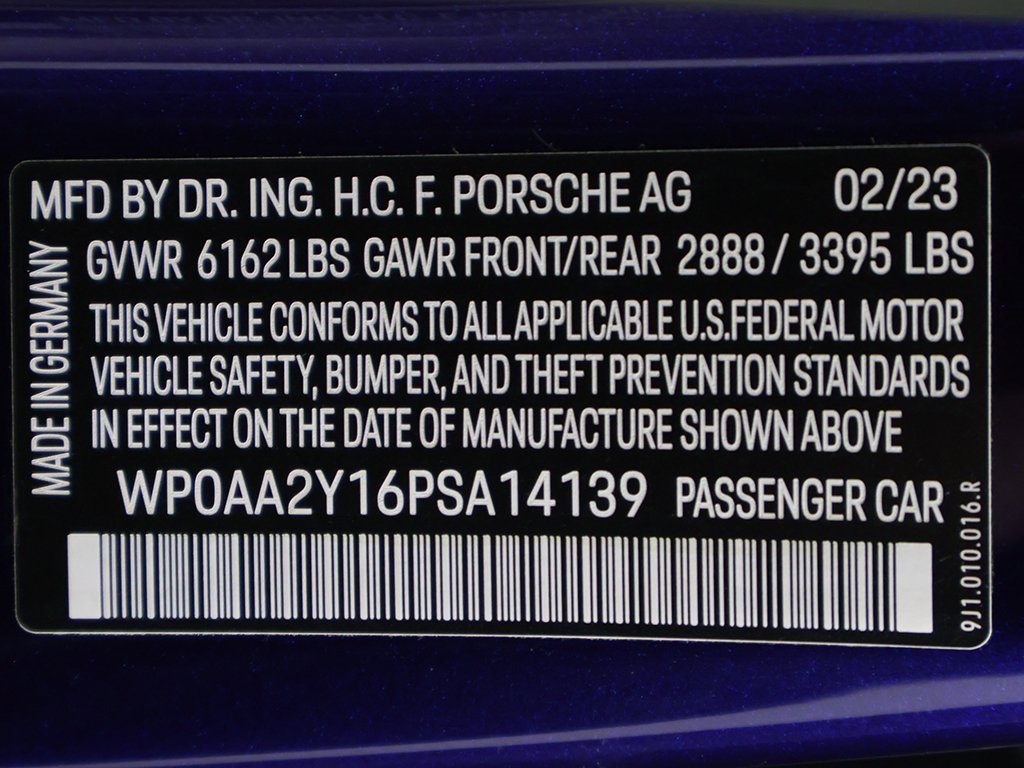 MFD BY DR. ING. H.C. F. PORSCHE AG 02/23
GVWR 6162 LBS GAWR FRONT/REAR 2888 / 3395 LBS
THIS VEHICLE CONFORMS TO ALL APPLICABLE U.S. FEDERAL MOTOR
VEHICLE SAFETY, BUMPER, AND THEFT PREVENTION STANDARDS
IN EFFECT ON THE DATE OF MANUFACTURE SHOWN ABOVE
WP0AA2Y16PSA14139 PASSENGER CAR
MADE IN GERMANY
9J1.010.016.R